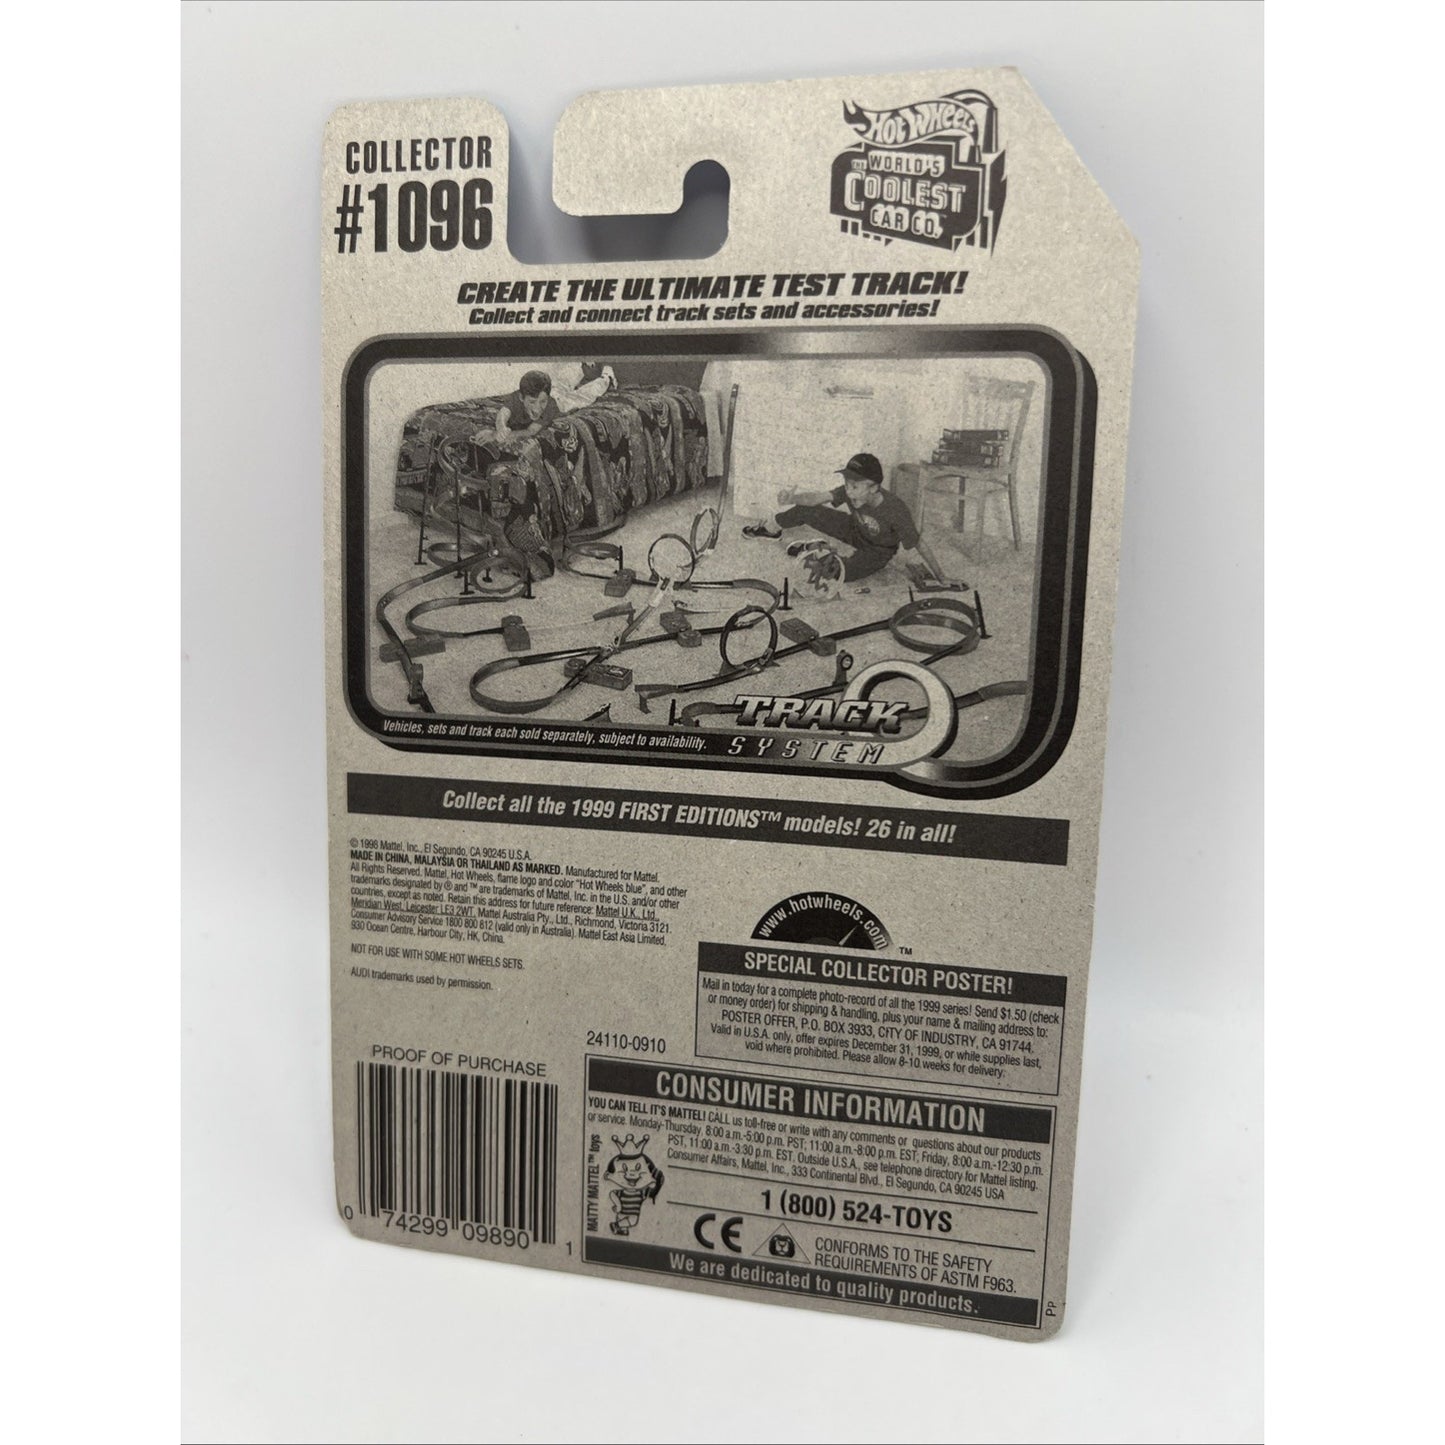 COLLECTOR
#1096
HOT WHEELS
THE WORLD'S
COOLEST
CAR CO.™
CREATE THE ULTIMATE TEST TRACK!
Collect and connect track sets and accessories!
Vehicles, sets and track each sold separately, subject to availability.
TRACK
SYSTEM
Collect all the 1999 FIRST EDITIONS™ models! 26 in all!
© 1998 Mattel, Inc., El Segundo, CA 90245 U.S.A.
MADE IN CHINA, MALAYSIA OR THAILAND AS MARKED. Manufactured for Mattel.
All Rights Reserved. Mattel, Hot Wheels, flame logo and color "Hot Wheels blue", and other
trademarks designated by ® and ™ are trademarks of Mattel, Inc. in the U.S. and/or other
countries, except as noted. Retain this address for future reference: Mattel U.K., Ltd.,
Meridian West, Leicester LE3 2WT. Mattel Australia Pty., Ltd., Richmond, Victoria 3121.
Consumer Advisory Service 1800 800 812 (valid only in Australia). Mattel East Asia Limited,
930 Ocean Centre, Harbour City, HK, China.
NOT FOR USE WITH SOME HOT WHEELS SETS.
AUDI trademarks used by permission.
www.hotwheels.com
™
SPECIAL COLLECTOR POSTER!
Mail in today for a complete photo-record of all the 1999 series! Send $1.50 (check
or money order) for shipping & handling, plus your name & mailing address to:
POSTER OFFER, P.O. BOX 3933, CITY OF INDUSTRY, CA 91744.
Valid in U.S.A. only, offer expires December 31, 1999, or while supplies last,
void where prohibited. Please allow 8-10 weeks for delivery.
24110-0910
PROOF OF PURCHASE
0 74299 09890 1
CONSUMER INFORMATION
YOU CAN TELL IT'S MATTEL! CALL us toll-free or write with any comments or questions about our products
or service. Monday-Thursday, 8:00 a.m.-5:00 p.m. PST; 11:00 a.m.-8:00 p.m. EST; Friday, 8:00 a.m.-12:30 p.m.
PST, 11:00 a.m.-3:30 p.m. EST. Outside U.S.A., see telephone directory for Mattel listing.
Consumer Affairs, Mattel, Inc., 333 Continental Blvd., El Segundo, CA 90245 USA
MATTY MATTEL™ toys
1 (800) 524-TOYS
CE
CONFORMS TO THE SAFETY
REQUIREMENTS OF ASTM F963.
We are dedicated to quality products.
Pp